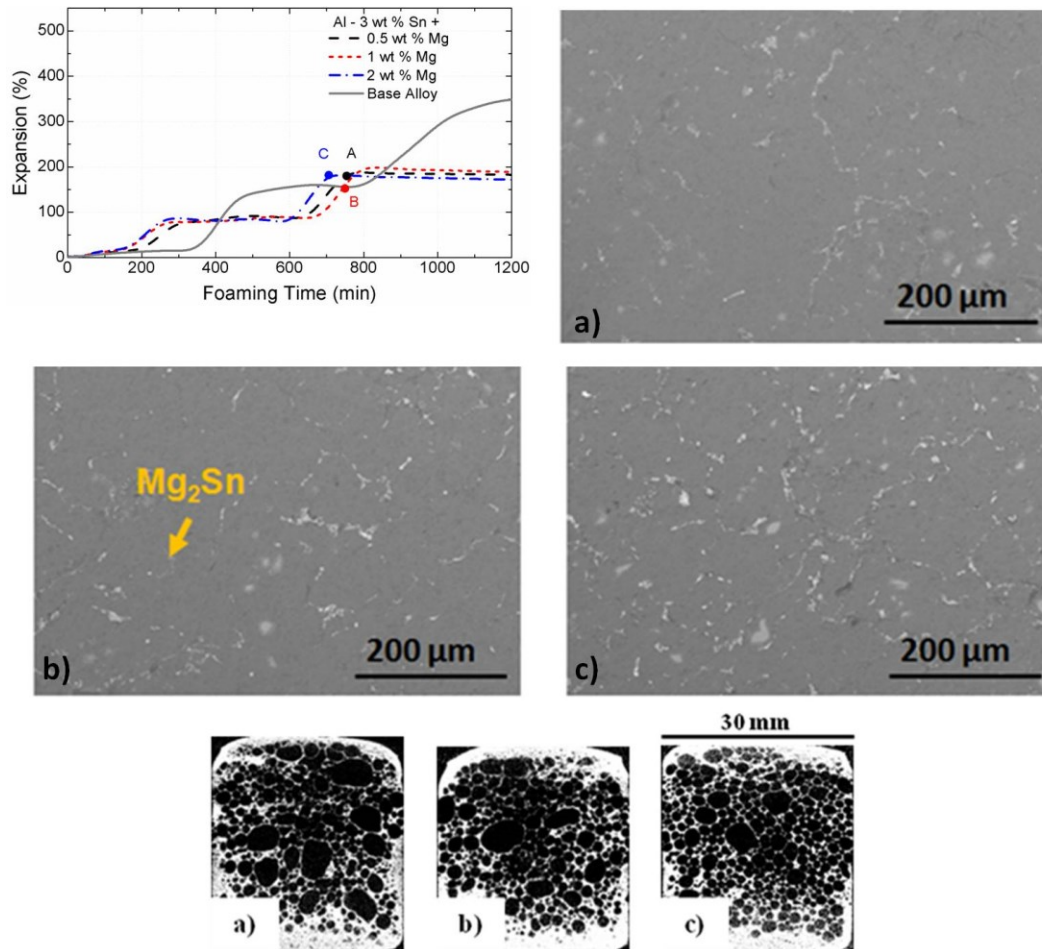 500
400
300
200
100
0
Expansion (%)
Al - 3 wt % Sn +
0.5 wt % Mg
1 wt % Mg
2 wt % Mg
Base Alloy
C
A
B
0
200
400
600
800
1000
1200
Foaming Time (min)
200 µm
a)
Mg₂Sn
200 µm
b)
200 µm
c)
30 mm
a)
b)
c)